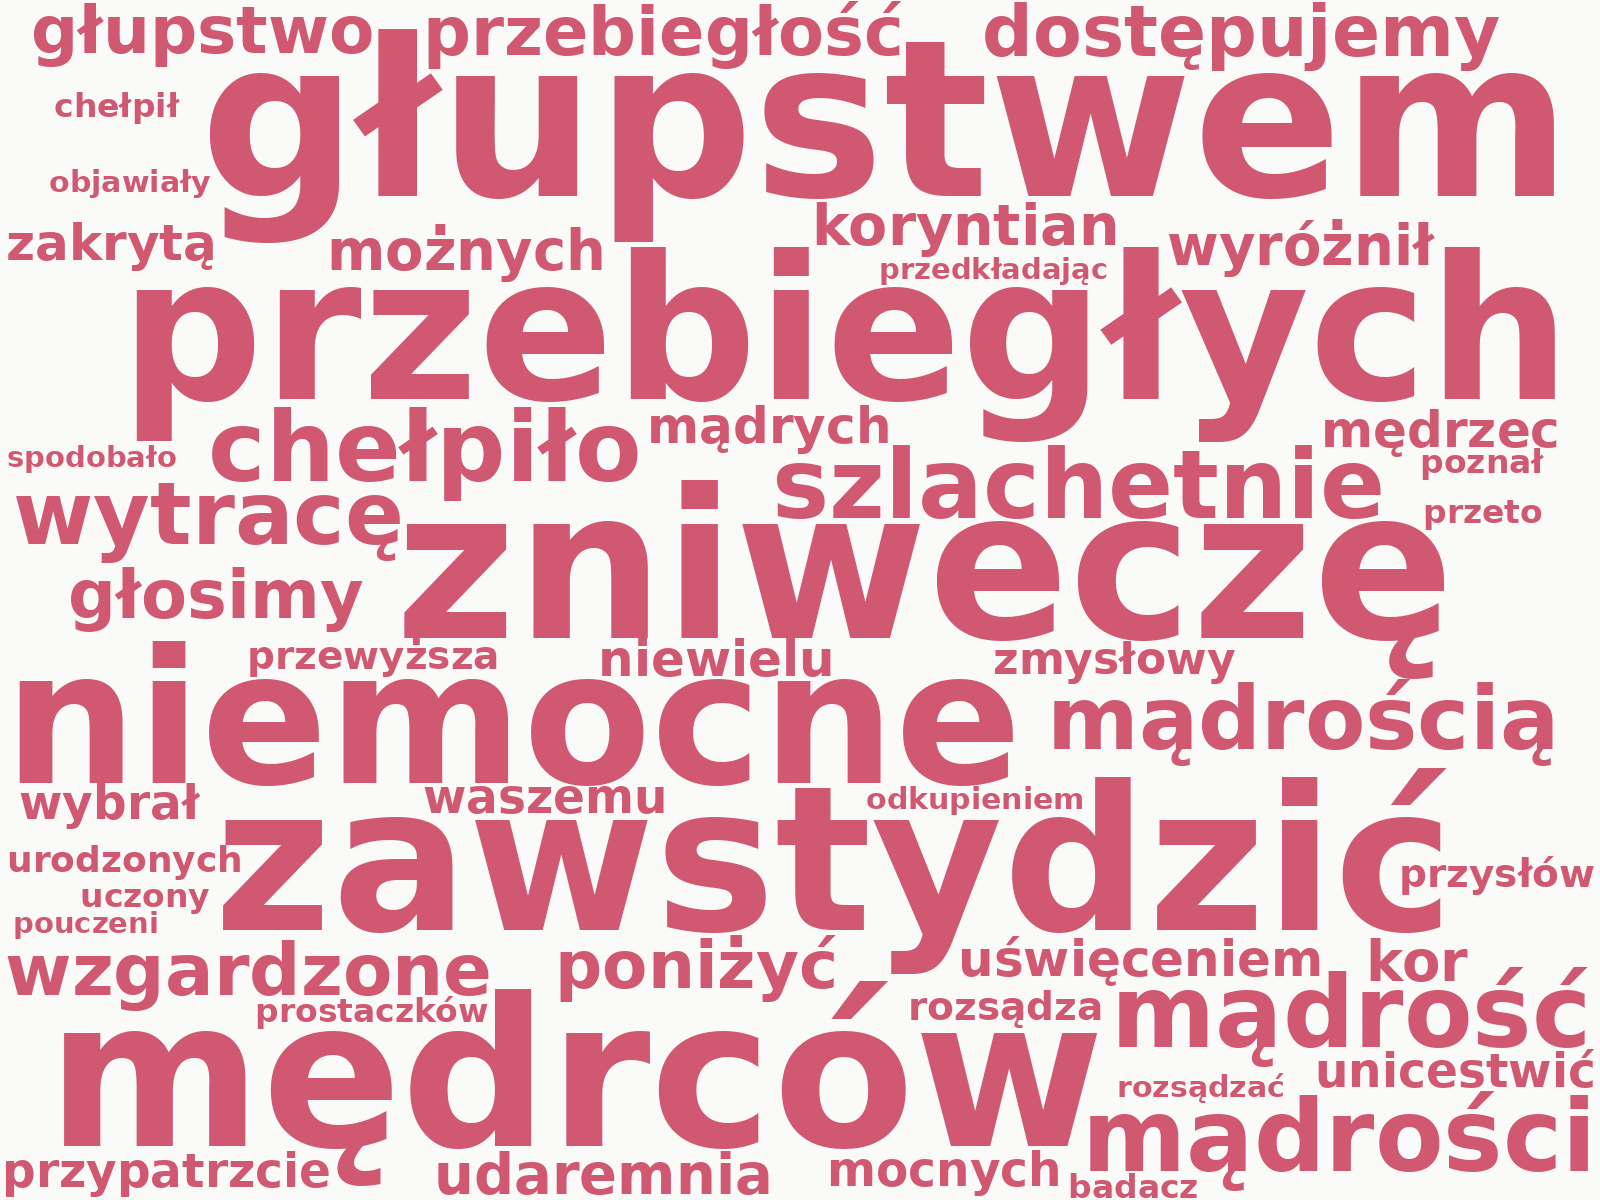 głupstwo przebiegłość dostępujemy
głupstwem
chełpił
objawiały
zakrytą możnych koryntian wyróżnił
przedkładając
przebiegłych
chełpiło mądrych mędrzec
spodobało szlachetnie poznał
wytracę zniweczę przeto
głosimy
przewyższa niewielu zmysłowy
niemocne mądrością
wybrał waszemu odkupieniem
zawstydzić
urodzonych przysłów
uczony
pouczeni
wzgardzone poniżyć uświęceniem kor
prostaczków rozsądza mądrość
mędrców
rozsądzać unicestwić
mądrości
przypatrzcie udaremnia mocnych badacz